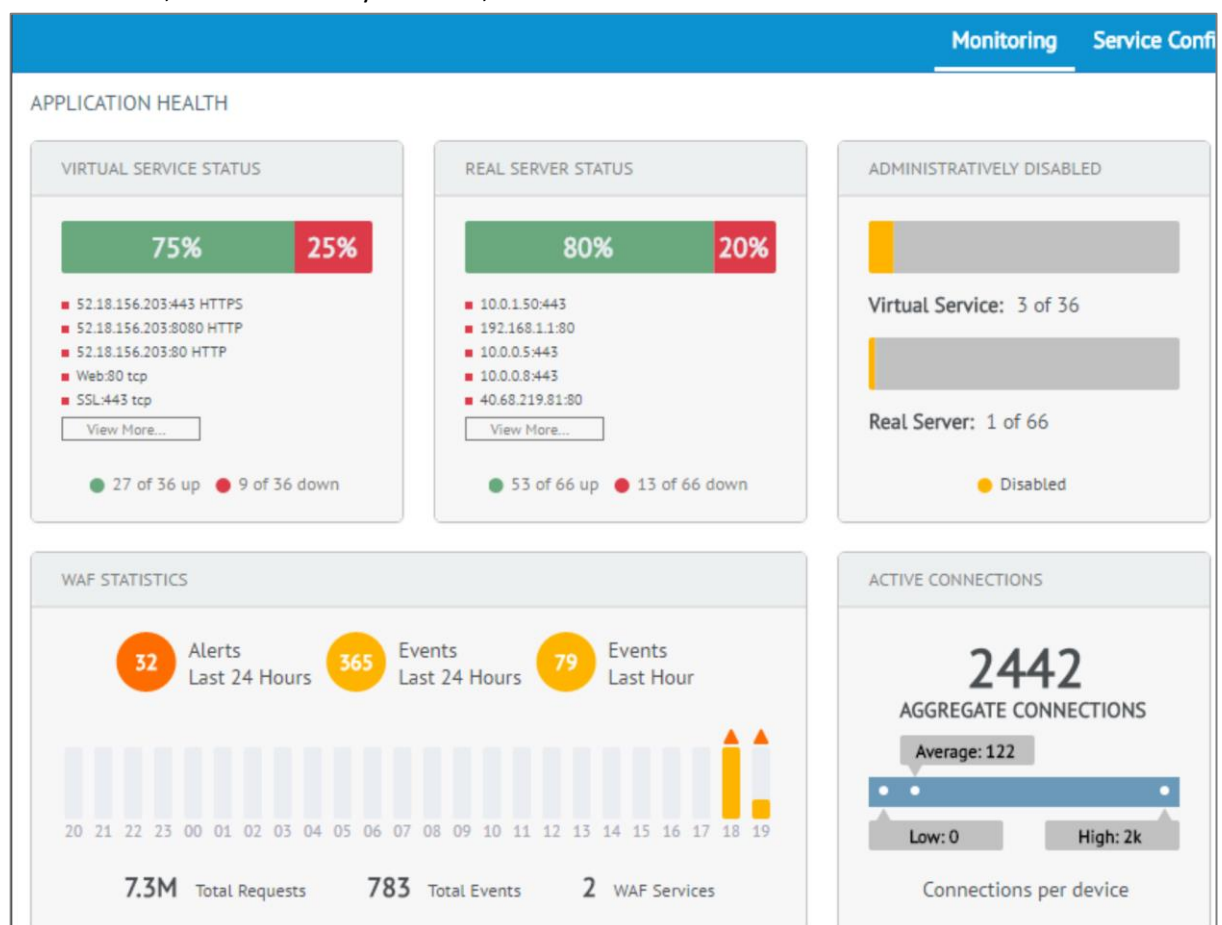 Monitoring Service Confi
APPLICATION HEALTH
VIRTUAL SERVICE STATUS
75% 25%
52.18.156.203:443 HTTPS
52.18.156.203:8080 HTTP
52.18.156.203:80 HTTP
Web:80 tcp
SSL:443 tcp
View More...
27 of 36 up 9 of 36 down
REAL SERVER STATUS
80% 20%
10.0.1.50:443
192.168.1.1:80
10.0.0.5:443
10.0.0.8:443
40.68.219.81:80
View More...
53 of 66 up 13 of 66 down
ADMINISTRATIVELY DISABLED
Virtual Service: 3 of 36
Real Server: 1 of 66
Disabled
WAF STATISTICS
32 Alerts Last 24 Hours
365 Events Last 24 Hours
79 Events Last Hour
20 21 22 23 00 01 02 03 04 05 06 07 08 09 10 11 12 13 14 15 16 17 18 19
7.3M Total Requests 783 Total Events 2 WAF Services
ACTIVE CONNECTIONS
2442
AGGREGATE CONNECTIONS
Average: 122
Low: 0 High: 2k
Connections per device